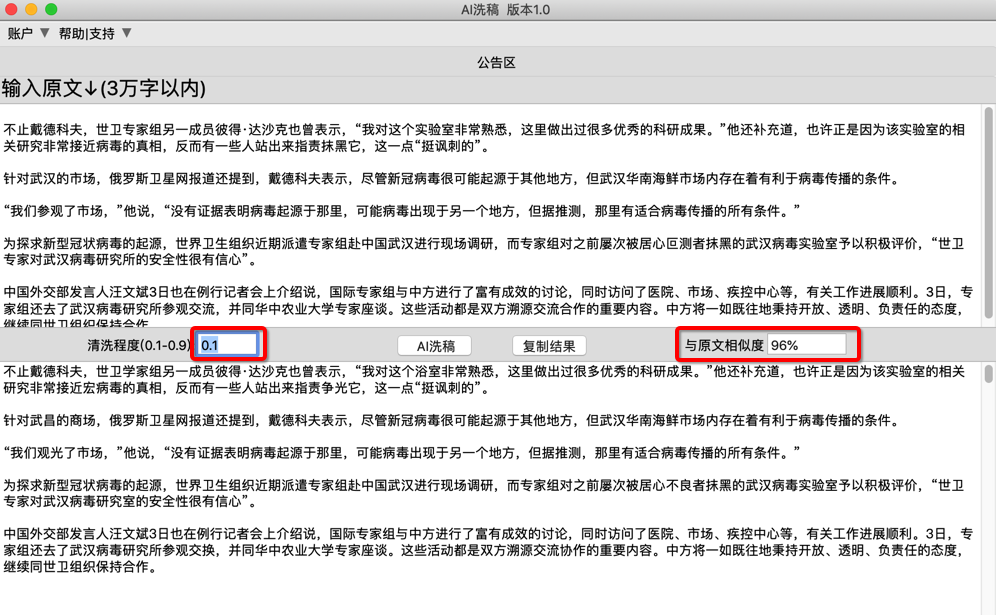 AI洗稿 版本1.0
账户 ▼ 帮助|支持 ▼
公告区
输入原文↓(3万字以内)
不止戴德科夫，世卫专家组另一成员彼得·达沙克也曾表示，“我对这个实验室非常熟悉，这里做出过很多优秀的科研成果。”他还补充道，也许正是因为该实验室的相
关研究非常接近病毒的真相，反而有一些人站出来指责抹黑它，这一点“挺讽刺的”。
针对武汉的市场，俄罗斯卫星网报道还提到，戴德科夫表示，尽管新冠病毒很可能起源于其他地方，但武汉华南海鲜市场内存在着有利于病毒传播的条件。
“我们参观了市场，”他说，“没有证据表明病毒起源于那里，可能病毒出现于另一个地方，但据推测，那里有适合病毒传播的所有条件。”
为探求新型冠状病毒的起源，世界卫生组织近期派遣专家组赴中国武汉进行现场调研，而专家组对之前屡次被居心叵测者抹黑的武汉病毒实验室予以积极评价，“世卫
专家对武汉病毒研究所的安全性很有信心”。
中国外交部发言人汪文斌3日也在例行记者会上介绍说，国际专家组与中方进行了富有成效的讨论，同时访问了医院、市场、疾控中心等，有关工作进展顺利。3日，专
家组还去了武汉病毒研究所参观交流，并同华中农业大学专家座谈。这些活动都是双方溯源交流合作的重要内容。中方将一如既往地秉持开放、透明、负责任的态度，
继续同世卫组织保持合作
清洗程度(0.1-0.9) 0.1 AI洗稿 复制结果 与原文相似度 96%
不止戴德科夫，世卫学家组另一成员彼得·达沙克也曾表示，“我对这个浴室非常熟悉，这里做出过很多优秀的科研成果。”他还补充道，也许正是因为该实验室的相关
研究非常接近宏病毒的真相，反而有一些人站出来指责争光它，这一点“挺讽刺的”。
针对武昌的商场，俄罗斯卫星网报道还提到，戴德科夫表示，尽管新冠病毒很可能起源于其他地方，但武汉华南海鲜市场内存在着有利于病毒传播的条件。
“我们观光了市场，”他说，“没有证据表明病毒起源于那里，可能病毒出现于另一个地方，但据推测，那里有适合病毒传播的所有条件。”
为探求新型冠状病毒的起源，世界卫生组织近期派遣专家组赴中国武汉进行现场调研，而专家组对之前屡次被居心不良者抹黑的武汉病毒实验室予以积极评价，“世卫
专家对武汉病毒研究室的安全性很有信心”。
中国外交部发言人汪文斌3日也在例行记者会上介绍说，国际专家组与中方进行了富有成效的讨论，同时访问了医院、市场、疾控中心等，有关工作进展顺利。3日，专
家组还去了武汉病毒研究所参观交换，并同华中农业大学专家座谈。这些活动都是双方溯源交流协作的重要内容。中方将一如既往地秉持开放、透明、负责任的态度，
继续同世卫组织保持合作。